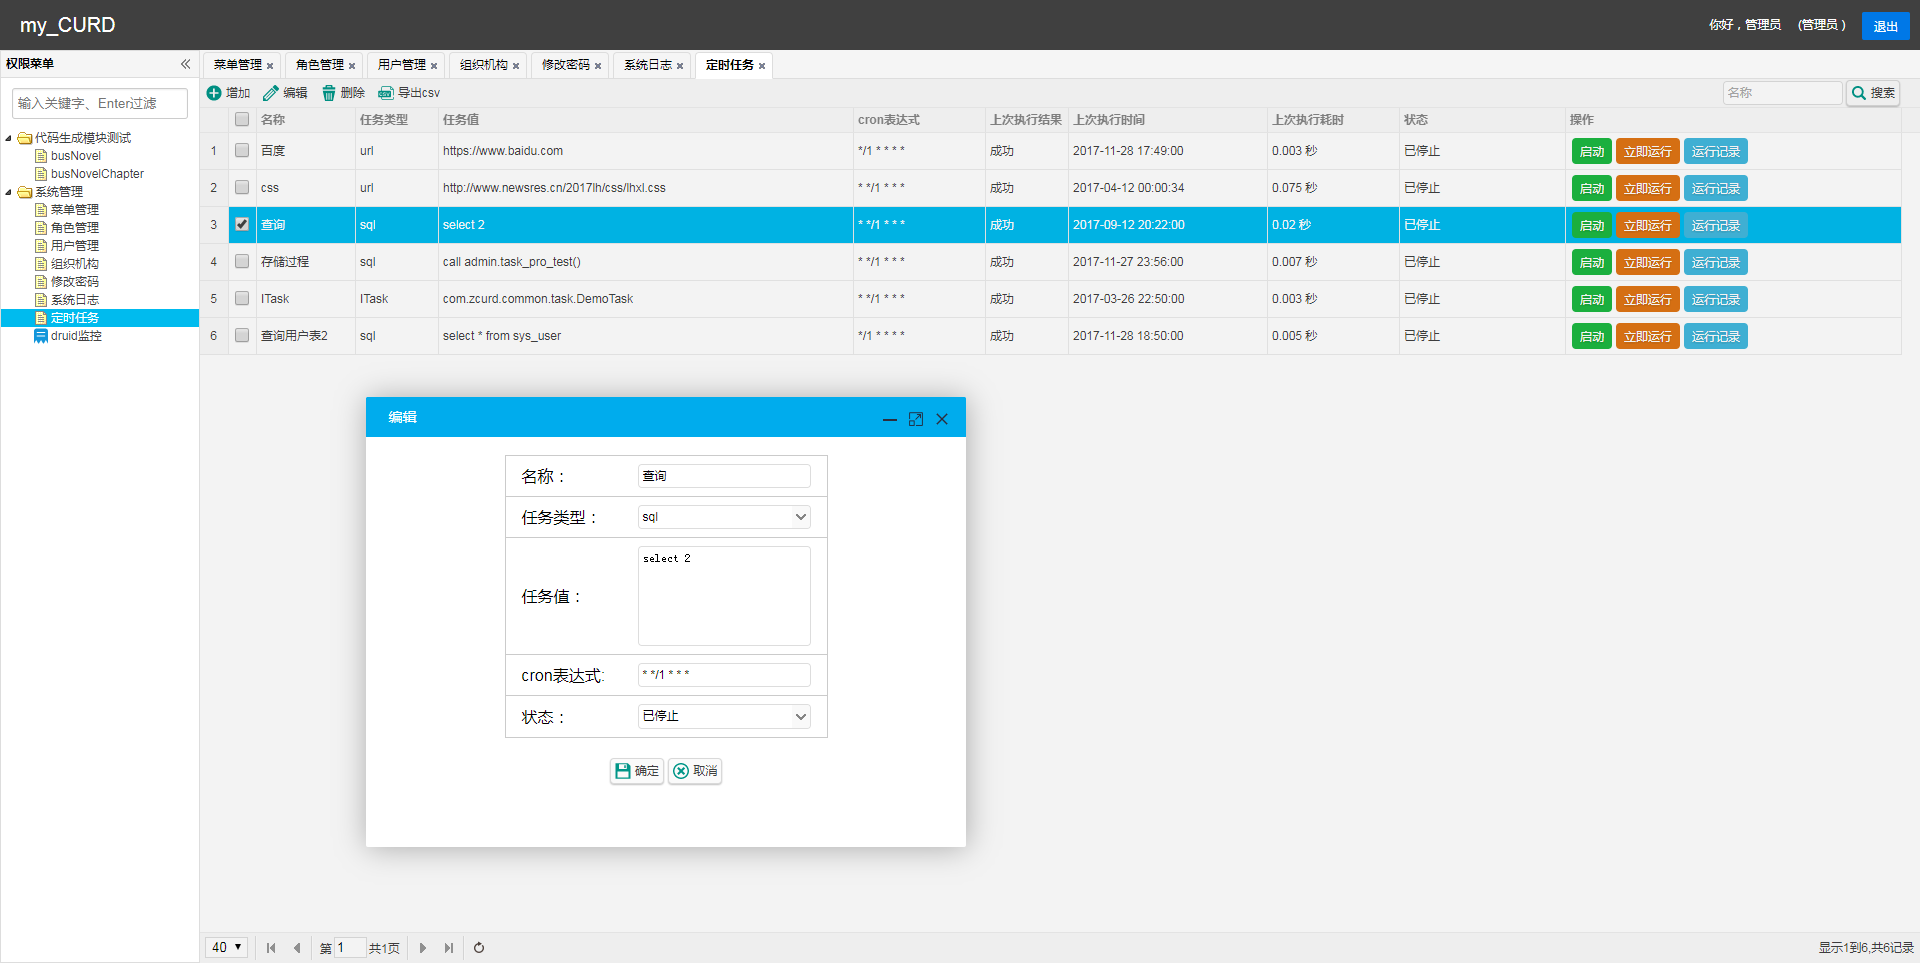 my_CURD
你好，管理员 （管理员 ） 退出
权限菜单
输入关键字、Enter过滤
代码生成模块测试
busNovel
busNovelChapter
系统管理
菜单管理
角色管理
用户管理
组织机构
修改密码
系统日志
定时任务
druid监控
菜单管理 角色管理 用户管理 组织机构 修改密码 系统日志 定时任务
增加 编辑 删除 导出csv 名称 搜索
名称 任务类型 任务值 cron表达式 上次执行结果 上次执行时间 上次执行耗时 状态 操作
1 百度 url https://www.baidu.com */1 * * * * 成功 2017-11-28 17:49:00 0.003 秒 已停止 启动 立即运行 运行记录
2 css url http://www.newsres.cn/2017lh/css/lhxl.css * */1 * * * 成功 2017-04-12 00:00:34 0.075 秒 已停止 启动 立即运行 运行记录
3 查询 sql select 2 * */1 * * * 成功 2017-09-12 20:22:00 0.02 秒 已停止 启动 立即运行 运行记录
4 存储过程 sql call admin.task_pro_test() * */1 * * * 成功 2017-11-27 23:56:00 0.007 秒 已停止 启动 立即运行 运行记录
5 ITask ITask com.zcurd.common.task.DemoTask * */1 * * * 成功 2017-03-26 22:50:00 0.003 秒 已停止 启动 立即运行 运行记录
6 查询用户表2 sql select * from sys_user */1 * * * * 成功 2017-11-28 18:50:00 0.005 秒 已停止 启动 立即运行 运行记录
编辑
名称： 查询
任务类型： sql
任务值： select 2
cron表达式: * */1 * * *
状态： 已停止
确定 取消
40 第 1 共1页 显示1到6,共6记录